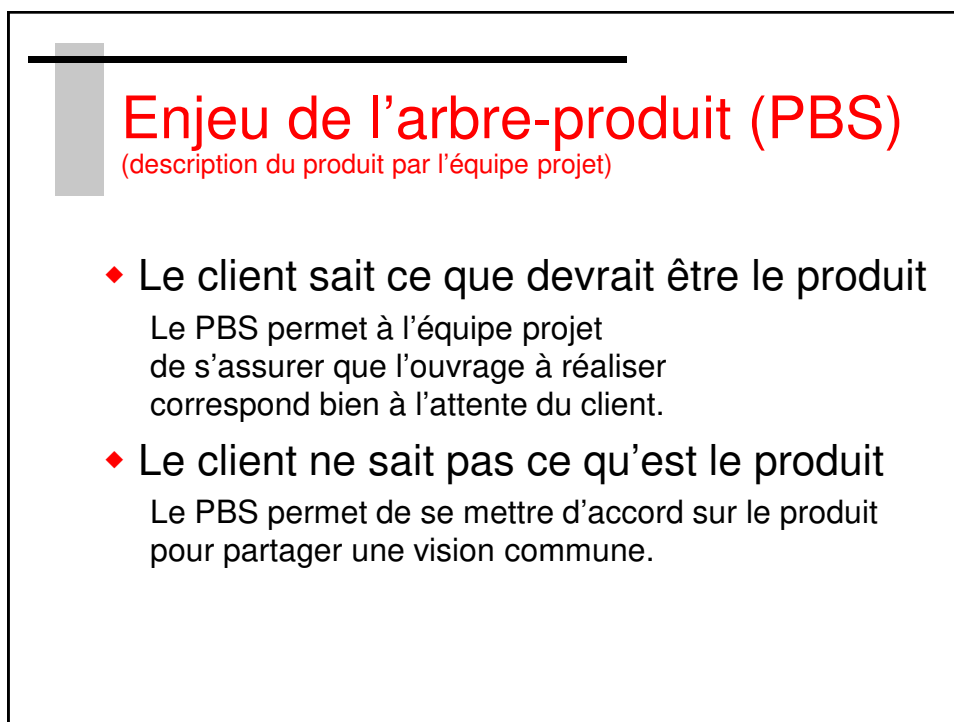 Enjeu de l’arbre-produit (PBS)
(description du produit par l’équipe projet)
Le client sait ce que devrait être le produit
Le PBS permet à l’équipe projet
de s’assurer que l’ouvrage à réaliser
correspond bien à l’attente du client.
Le client ne sait pas ce qu’est le produit
Le PBS permet de se mettre d’accord sur le produit
pour partager une vision commune.